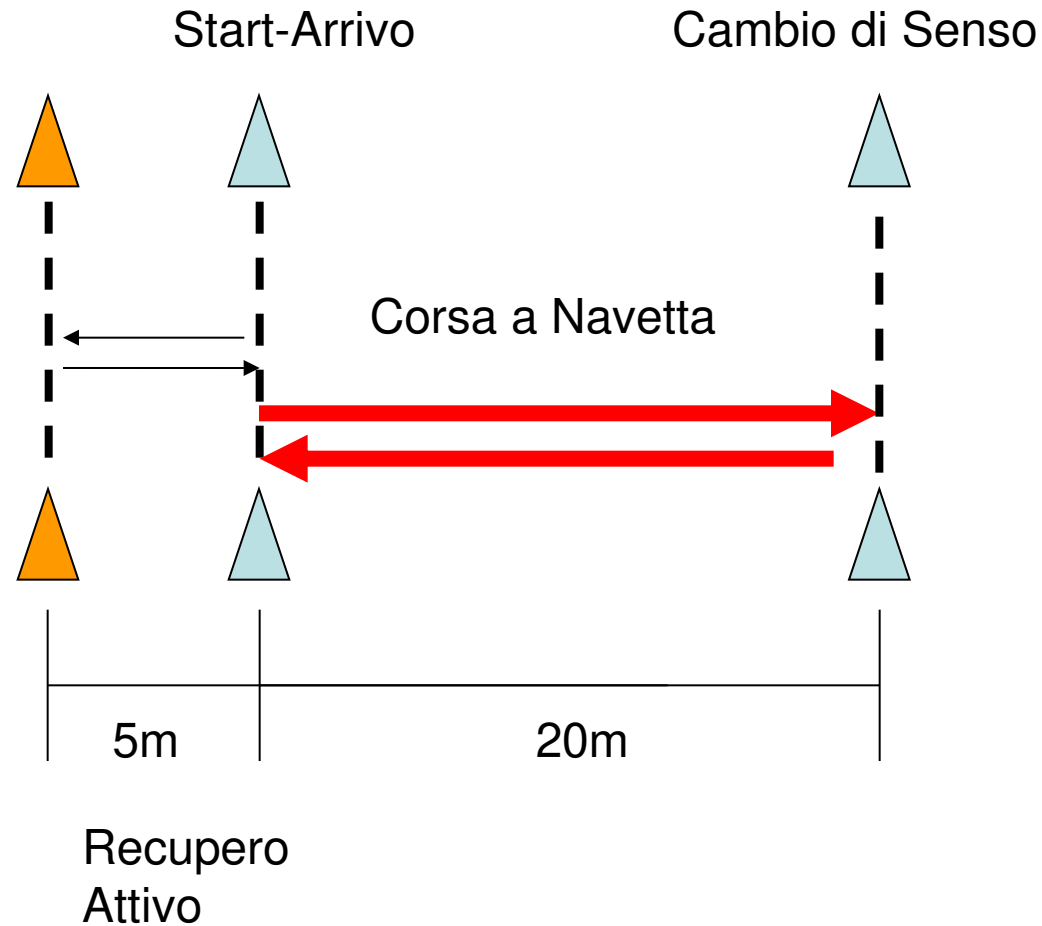 Start-Arrivo
Cambio di Senso
Corsa a Navetta
5m
20m
Recupero
Attivo